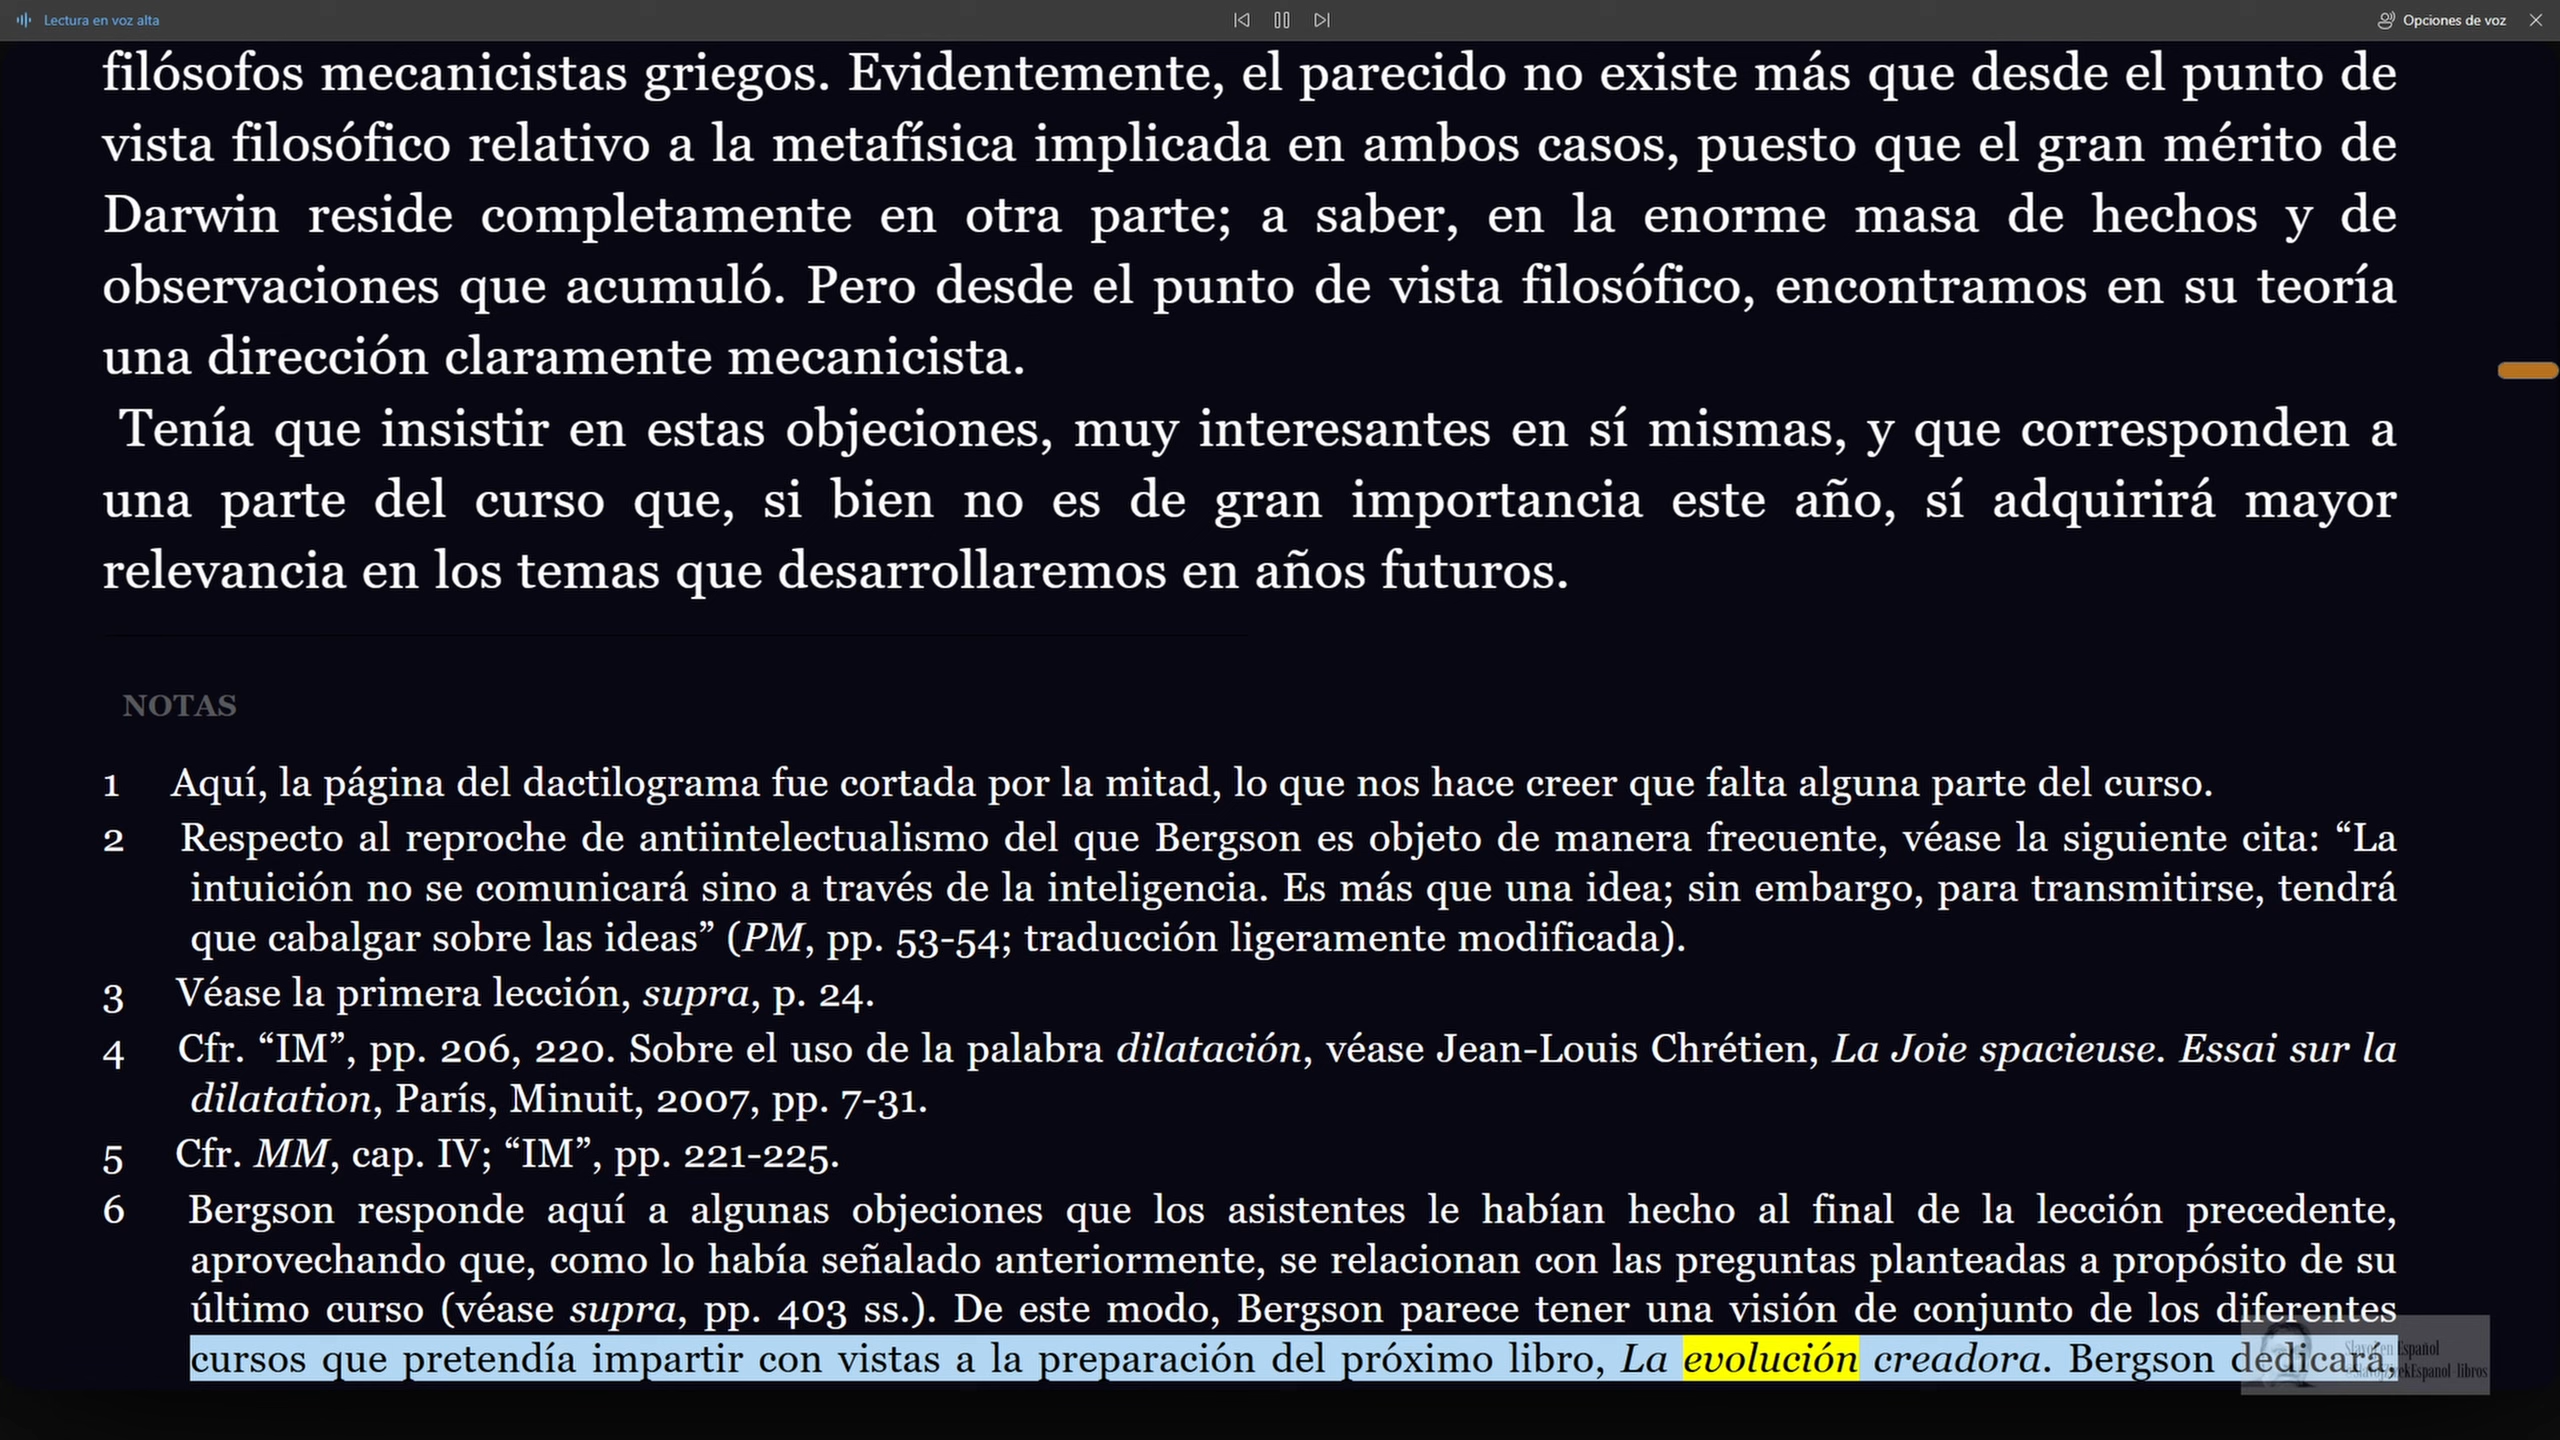 Lectura en voz alta
Opciones de voz
filósofos mecanicistas griegos. Evidentemente, el parecido no existe más que desde el punto de
vista filosófico relativo a la metafísica implicada en ambos casos, puesto que el gran mérito de
Darwin reside completamente en otra parte; a saber, en la enorme masa de hechos y de
observaciones que acumuló. Pero desde el punto de vista filosófico, encontramos en su teoría
una dirección claramente mecanicista.
Tenía que insistir en estas objeciones, muy interesantes en sí mismas, y que corresponden a
una parte del curso que, si bien no es de gran importancia este año, sí adquirirá mayor
relevancia en los temas que desarrollaremos en años futuros.
NOTAS
1 Aquí, la página del dactilograma fue cortada por la mitad, lo que nos hace creer que falta alguna parte del curso.
2 Respecto al reproche de antiintelectualismo del que Bergson es objeto de manera frecuente, véase la siguiente cita: “La
intuición no se comunicará sino a través de la inteligencia. Es más que una idea; sin embargo, para transmitirse, tendrá
que cabalgar sobre las ideas” (PM, pp. 53-54; traducción ligeramente modificada).
3 Véase la primera lección, supra, p. 24.
4 Cfr. “IM”, pp. 206, 220. Sobre el uso de la palabra dilatación, véase Jean-Louis Chrétien, La Joie spacieuse. Essai sur la
dilatation, París, Minuit, 2007, pp. 7-31.
5 Cfr. MM, cap. IV; “IM”, pp. 221-225.
6 Bergson responde aquí a algunas objeciones que los asistentes le habían hecho al final de la lección precedente,
aprovechando que, como lo había señalado anteriormente, se relacionan con las preguntas planteadas a propósito de su
último curso (véase supra, pp. 403 ss.). De este modo, Bergson parece tener una visión de conjunto de los diferentes
cursos que pretendía impartir con vistas a la preparación del próximo libro, La evolución creadora. Bergson dedicará,
Español